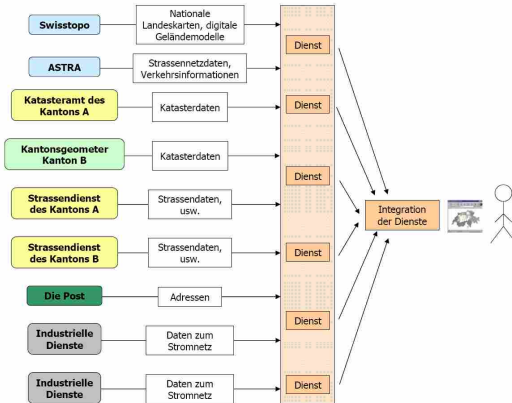 Swisstopo
Nationale
Landeskarten, digitale
Geländemodelle
Dienst
ASTRA
Strassennetzdaten,
Verkehrsinformationen
Dienst
Katasteramt des
Kantons A
Katasterdaten
Dienst
Kantonsgeometer
Kanton B
Katasterdaten
Dienst
Strassendienst
des Kantons A
Strassendaten,
usw.
Integration
der Dienste
Strassendienst
des Kantons B
Strassendaten,
usw.
Dienst
Die Post
Adressen
Dienst
Industrielle
Dienste
Daten zum
Stromnetz
Industrielle
Dienste
Daten zum
Stromnetz
Dienst